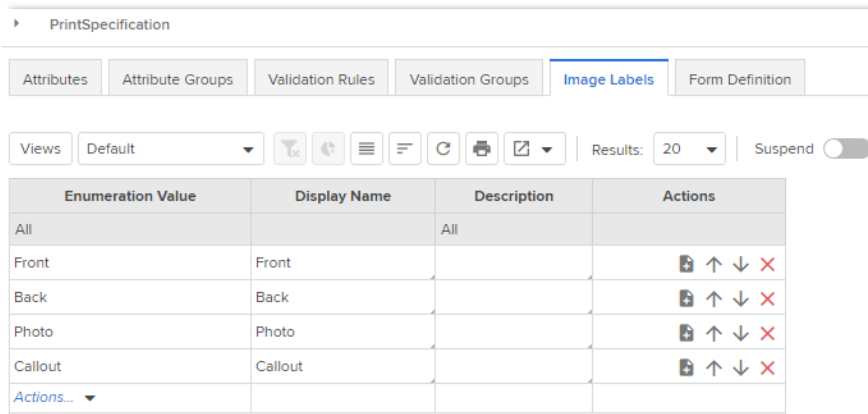 PrintSpecification
Attributes Attribute Groups Validation Rules Validation Groups Image Labels Form Definition
Views Default Results: 20 Suspend
Enumeration Value Display Name Description Actions
All All
Front Front
Back Back
Photo Photo
Callout Callout
Actions...